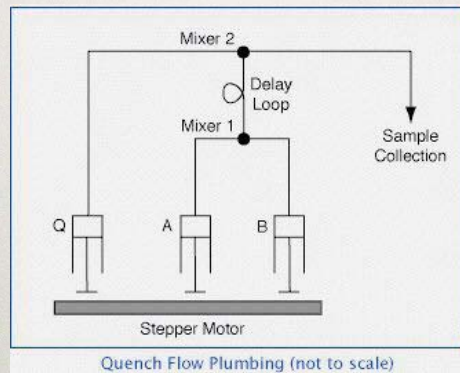 Mixer 2
Delay
Loop
Mixer 1
Sample
Collection
Q
A
B
Stepper Motor
Quench Flow Plumbing (not to scale)